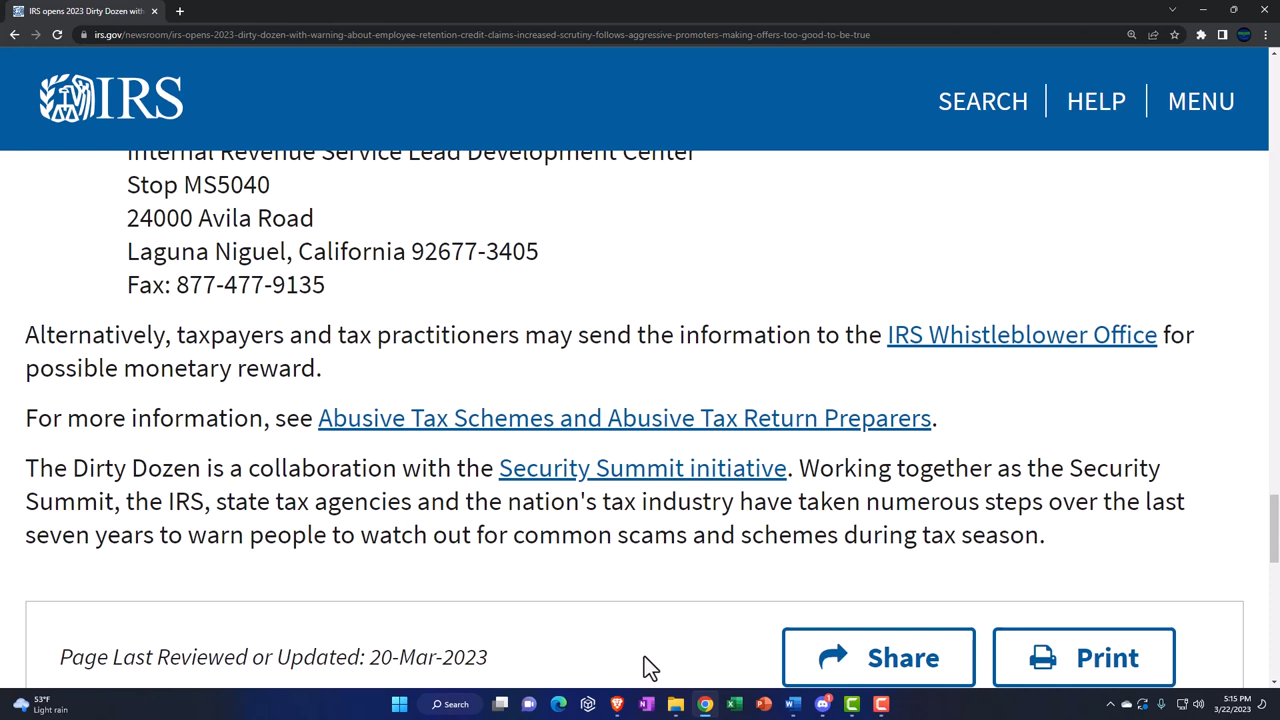 IRS opens 2023 Dirty Dozen with
irs.gov/newsroom/irs-opens-2023-dirty-dozen-with-warning-about-employee-retention-credit-claims-increased-scrutiny-follows-aggressive-promoters-making-offers-too-good-to-be-true
IRS
SEARCH
HELP
MENU
Internal Revenue Service Lead Development Center
Stop MS5040
24000 Avila Road
Laguna Niguel, California 92677-3405
Fax: 877-477-9135
Alternatively, taxpayers and tax practitioners may send the information to the IRS Whistleblower Office for
possible monetary reward.
For more information, see Abusive Tax Schemes and Abusive Tax Return Preparers.
The Dirty Dozen is a collaboration with the Security Summit initiative. Working together as the Security
Summit, the IRS, state tax agencies and the nation's tax industry have taken numerous steps over the last
seven years to warn people to watch out for common scams and schemes during tax season.
Page Last Reviewed or Updated: 20-Mar-2023
Share
Print
53°F
Light rain
Search
5:15 PM
3/22/2023